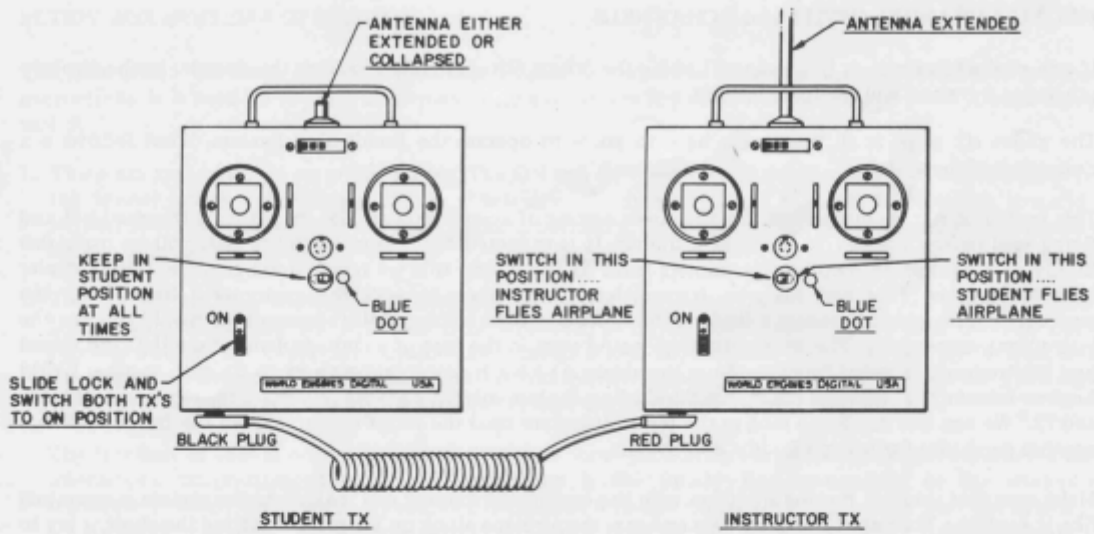 ANTENNA EITHER
EXTENDED OR
COLLAPSED
ANTENNA EXTENDED
KEEP IN
STUDENT
POSITION
AT ALL
TIMES
BLUE
DOT
ON
SLIDE LOCK AND
SWITCH BOTH TX'S
TO ON POSITION
WORLD ENGINES DIGITAL USA
BLACK PLUG
STUDENT TX
SWITCH IN THIS
POSITION....
INSTRUCTOR
FLIES AIRPLANE
SWITCH IN THIS
POSITION....
STUDENT FLIES
AIRPLANE
BLUE
DOT
ON
WORLD ENGINES DIGITAL USA
RED PLUG
INSTRUCTOR TX